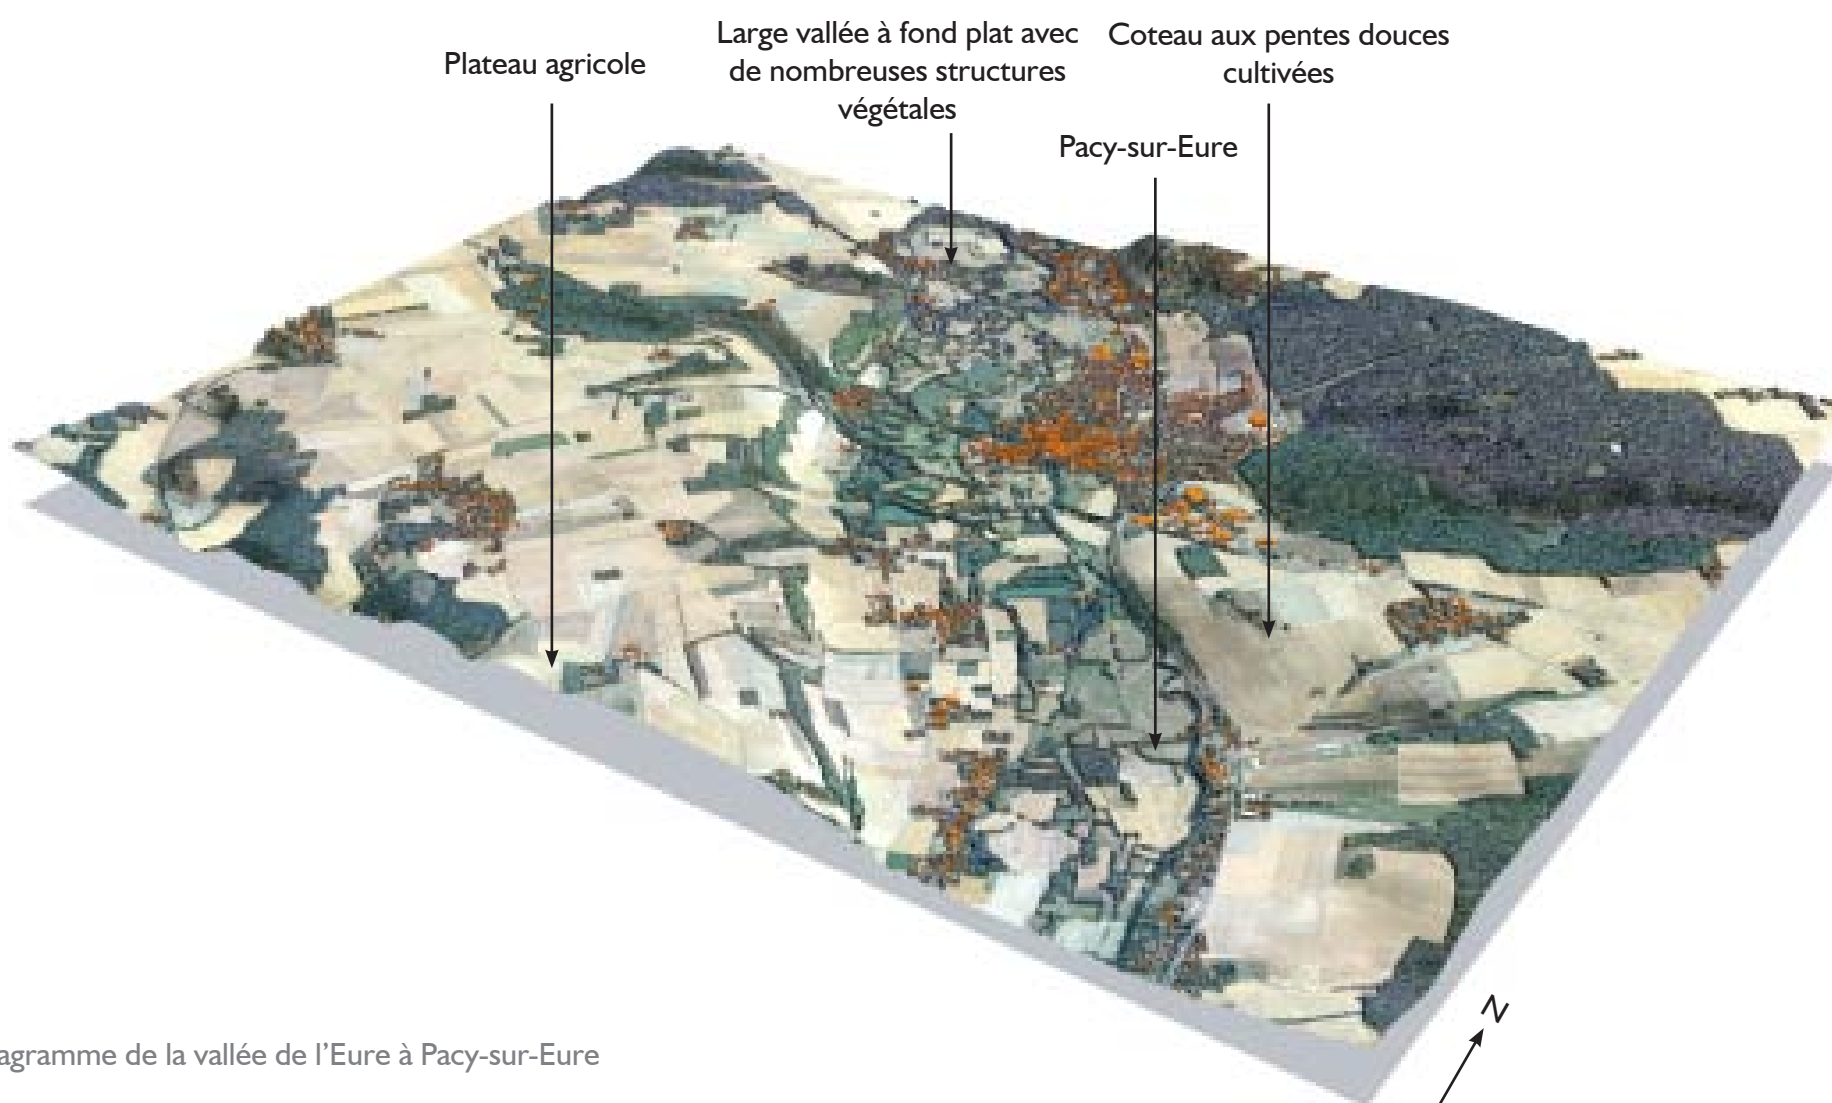 Plateau agricole
Large vallée à fond plat avec
de nombreuses structures
végétales
Coteau aux pentes douces
cultivées
Pacy-sur-Eure
N
agramme de la vallée de l’Eure à Pacy-sur-Eure